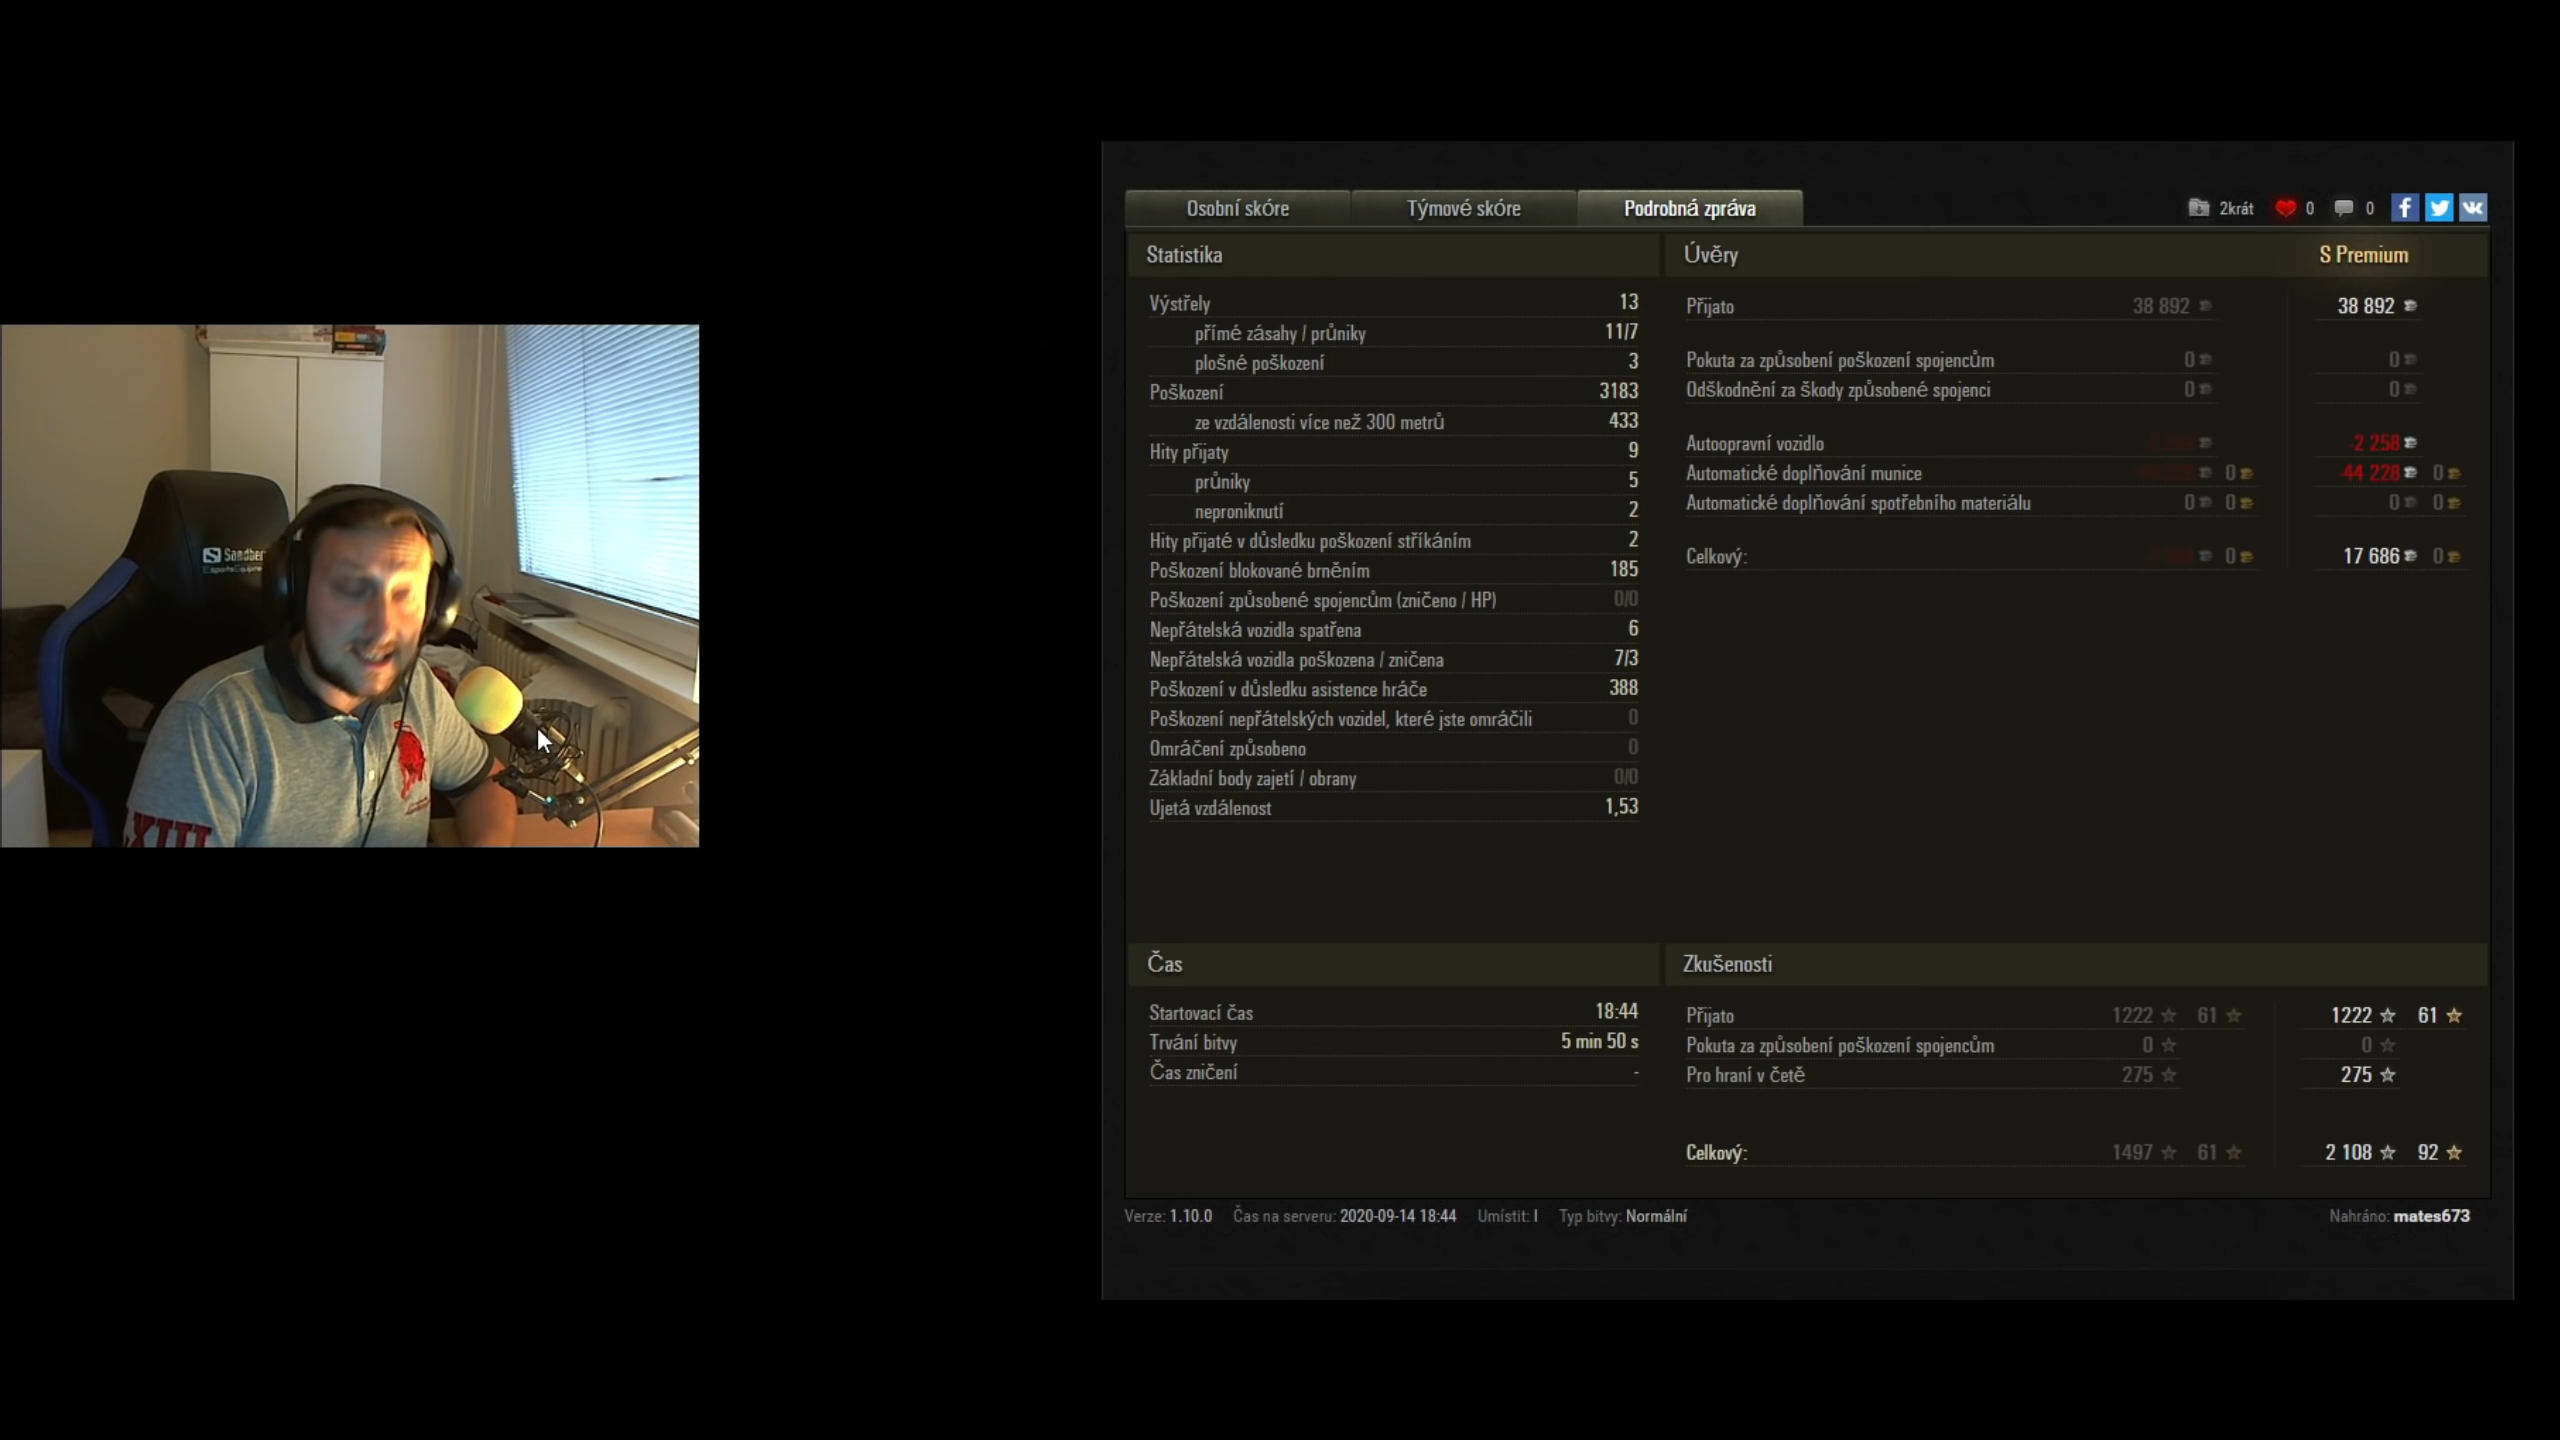 Osobní skóre Týmové skóre Podrobná zpráva 2krát 0 0
Statistika
Výstřely 13
přímé zásahy / průniky 11/7
plošné poškození 3
Poškození 3183
ze vzdálenosti více než 300 metrů 433
Hity přijaty 9
průniky 5
neproniknutí 2
Hity přijaté v důsledku poškození stříkáním 2
Poškození blokované brněním 185
Poškození způsobené spojencům (zničeno / HP) 0/0
Nepřátelská vozidla spatřena 6
Nepřátelská vozidla poškozena / zničena 7/3
Poškození v důsledku asistence hráče 388
Poškození nepřátelských vozidel, které jste omráčili 0
Omráčení způsobeno 0
Základní body zajetí / obrany 0/0
Ujetá vzdálenost 1,53
Úvěry S Premium
Přijato 38 892 38 892
Pokuta za způsobení poškození spojencům 0 0
Odškodnění za škody způsobené spojenci 0 0
Autoopravní vozidlo -2 258
Automatické doplňování munice 0 -44 228 0
Automatické doplňování spotřebního materiálu 0 0 0 0
Celkový: 0 17 686 0
Čas
Startovací čas 18:44
Trvání bitvy 5 min 50 s
Čas zničení -
Zkušenosti
Přijato 1222 61 1222 61
Pokuta za způsobení poškození spojencům 0 0
Pro hraní v četě 275 275
Celkový: 1497 61 2 108 92
Verze: 1.10.0 Čas na serveru: 2020-09-14 18:44 Umístit: I Typ bitvy: Normální Nahráno: mates673
Sandber
XIII